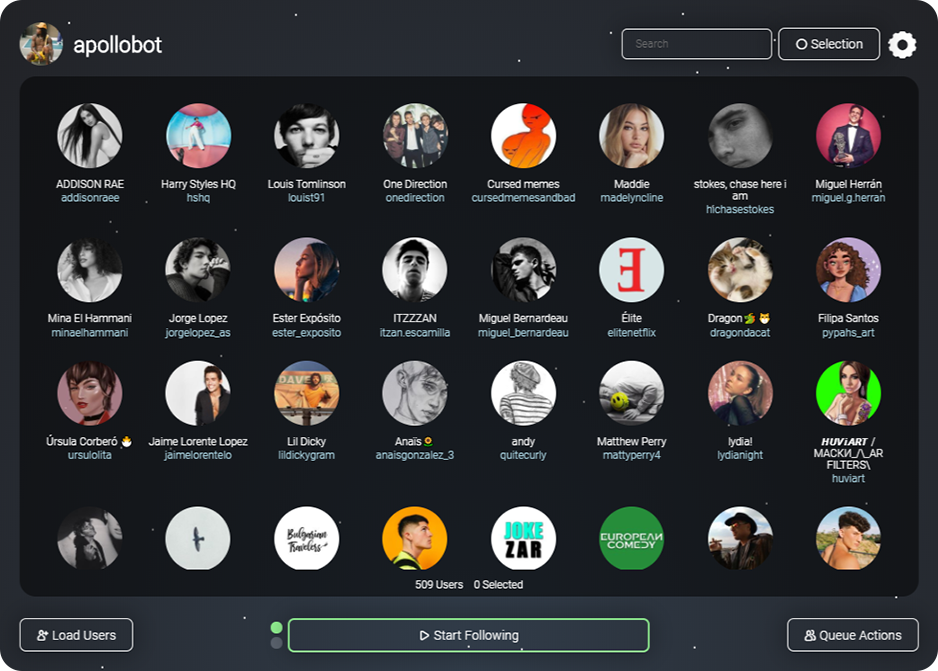 apollobot
Search
Selection
ADDISON RAE
addisonraee
Harry Styles HQ
hshq
Louis Tomlinson
louist91
One Direction
onedirection
Cursed memes
cursedmemesandbad
Maddie
madelyncline
stokes, chase here i
am
hichasestokes
Miguel Herrán
miguel.g.herran
Mina El Hammani
minaelhammani
Jorge Lopez
jorgelopez_as
Ester Expósito
ester_exposito
ITZZZAN
itzan.escamilla
Miguel Bernardeau
miguel_bernardeau
E
Élite
elitenetflix
Dragon🐲 🐱
dragondacat
Filipa Santos
pypahs_art
Úrsula Corberó 🐣
ursulolita
Jaime Lorente Lopez
jaimelorentelo
DAVE
Lil Dicky
lildickygram
Anaïs🌻
anaisgonzalez_3
andy
quitecurly
Matthew Perry
mattyperry4
lydia!
lydianight
HUViART /
МАСКИ_/\_AR
FILTERS\
huviart
Bulgarian
Travelers
JOKE
ZAR
EUROPEAN
COMEDY
509 Users 0 Selected
Load Users
Start Following
Queue Actions